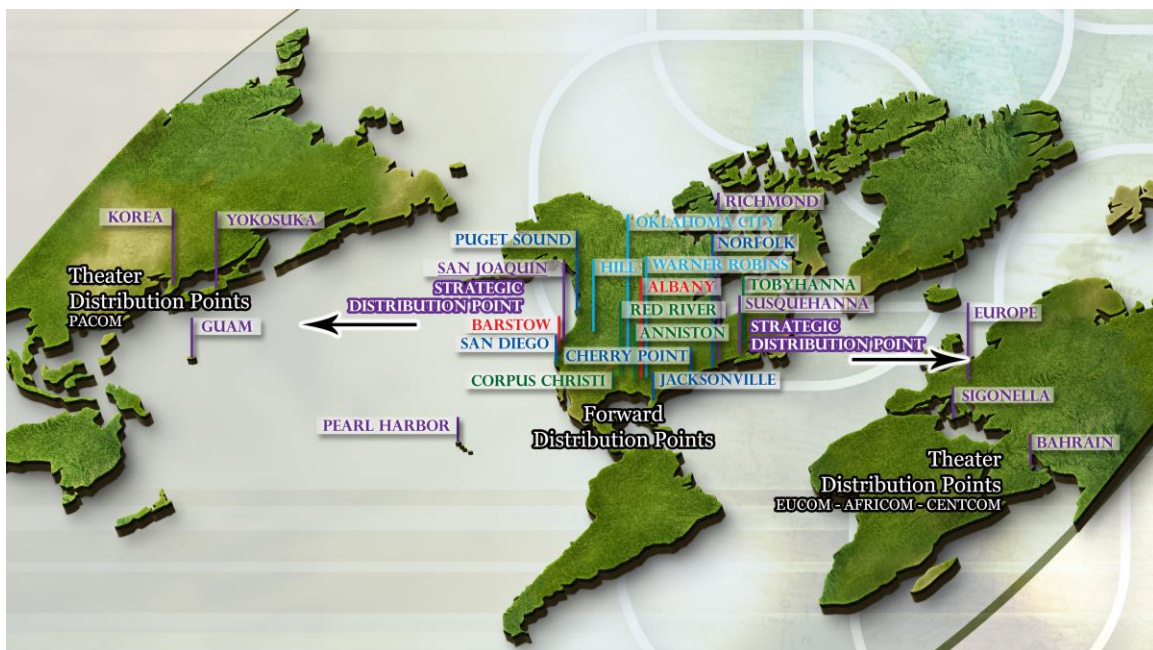 RICHMOND
KOREA
YOKOSUKA
OKLAHOMA CITY
PUGET SOUND
NORFOLK
SAN JOAQUIN
STRATEGIC
DISTRIBUTION POINT
HILL
WARNER ROBINS
ALBANY
TOBYHANNA
RED RIVER
SUSQUEHANNA
STRATEGIC
DISTRIBUTION POINT
Theater
Distribution Points
PACOM
GUAM
EUROPE
BARSTOW
ANNISTON
SAN DIEGO
CHERRY POINT
CORPUS CHRISTI
JACKSONVILLE
SIGONELLA
Forward
Distribution Points
PEARL HARBOR
BAHRAIN
Theater
Distribution Points
EUCOM - AFRICOM - CENTCOM